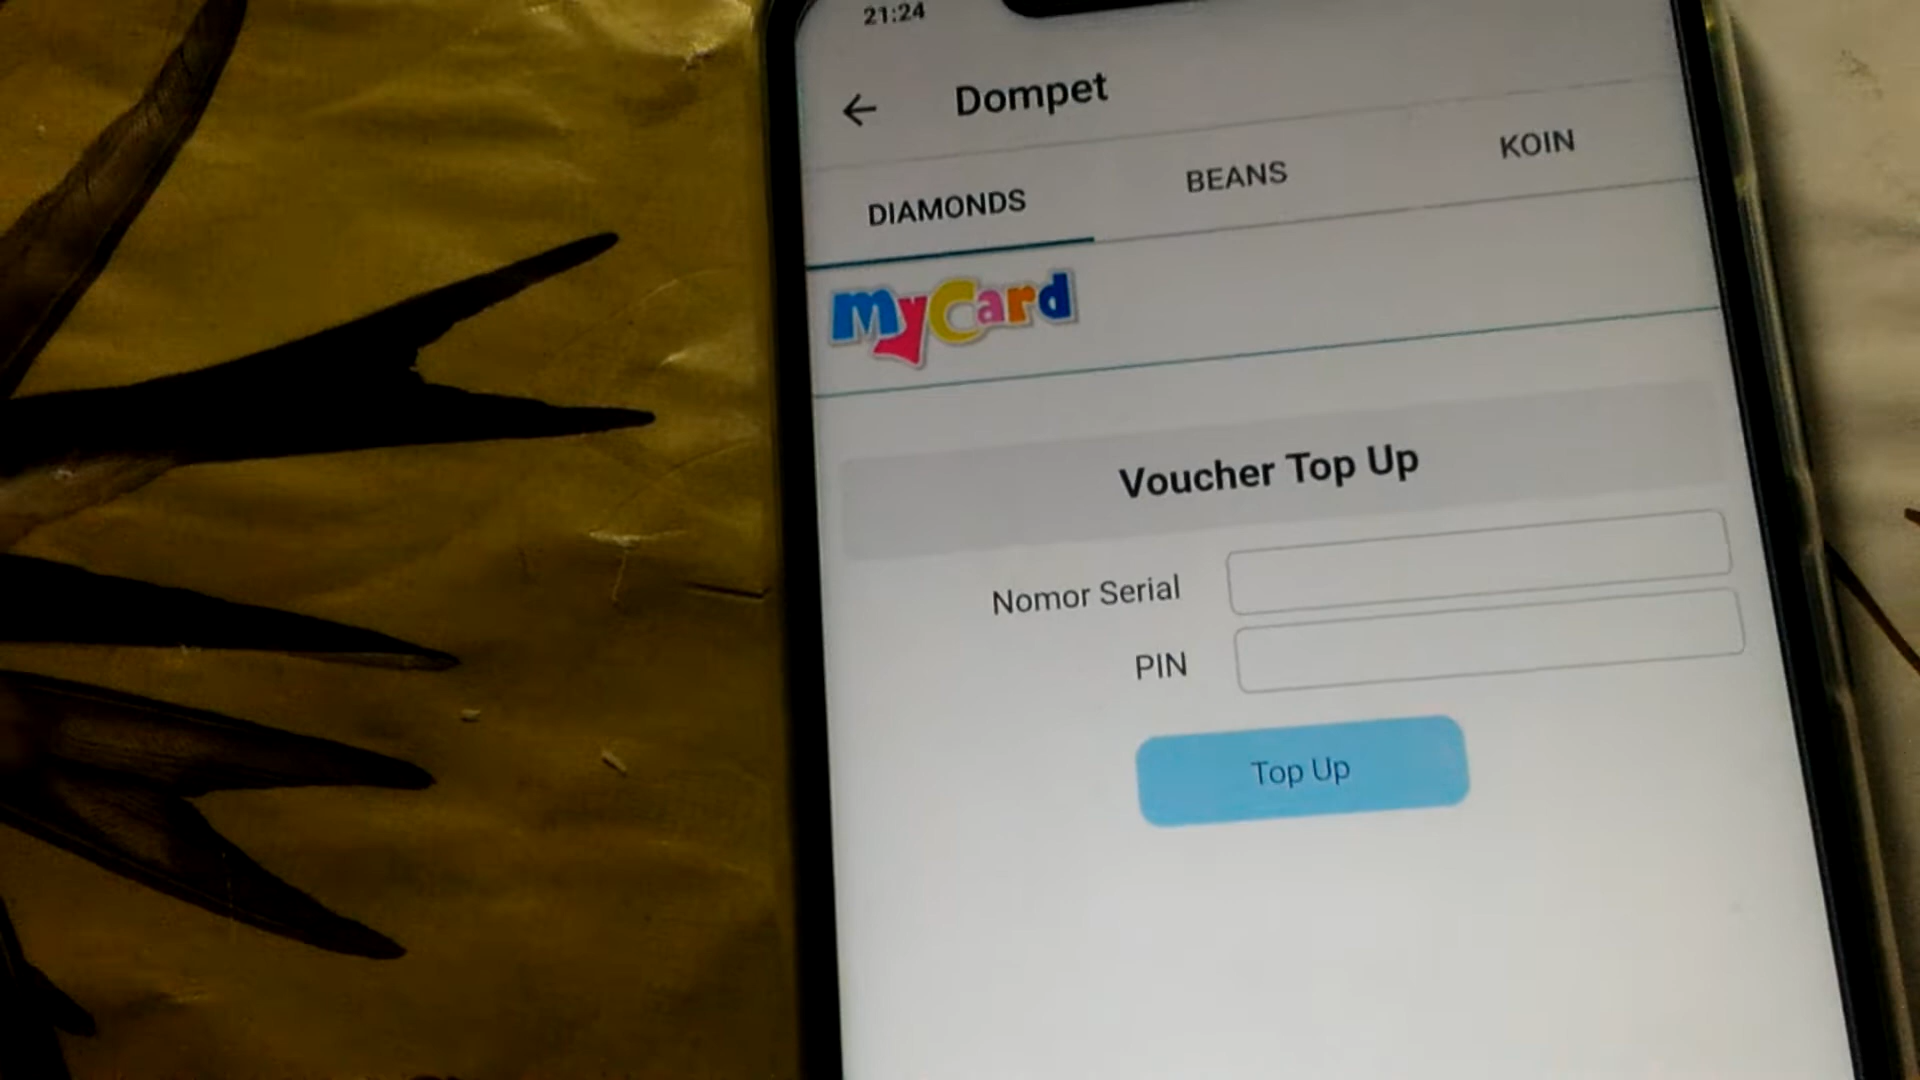 21:24
Dompet
DIAMONDS
BEANS
KOIN
MyCard
Voucher Top Up
Nomor Serial
PIN
Top Up